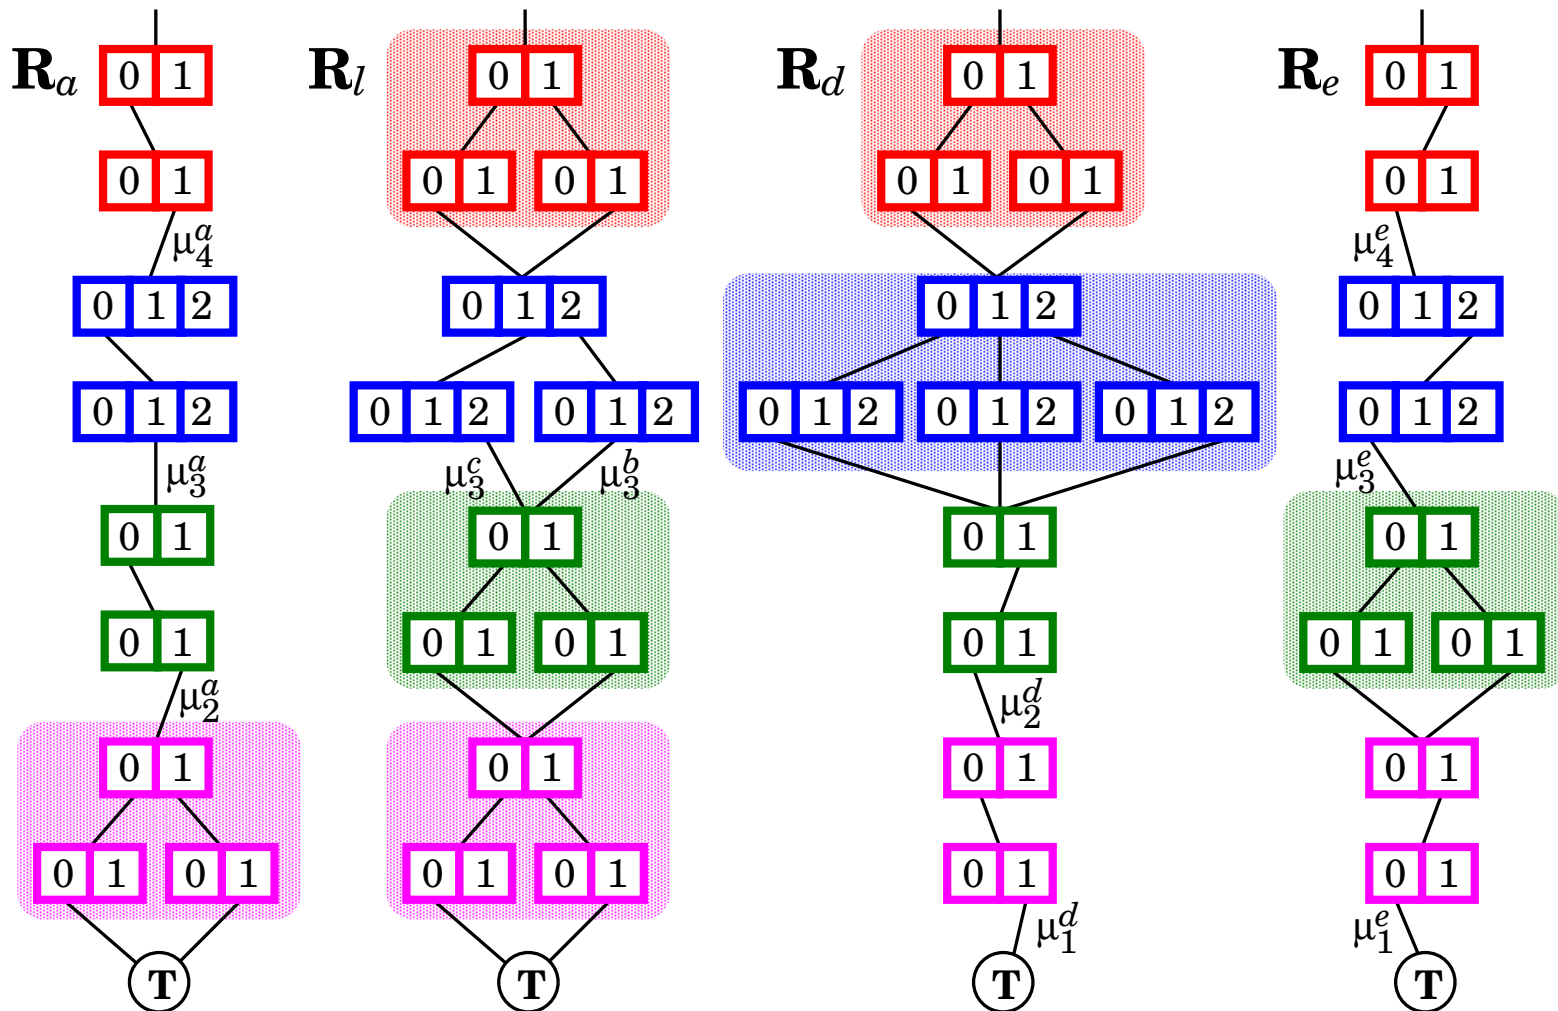 R_a 0 1 R_l 0 1 R_d 0 1 R_e 0 1
0 1 0 1 0 1 0 1 0 1 0 1
μ_4^a μ_4^e
0 1 2 0 1 2 0 1 2 0 1 2
0 1 2 0 1 2 0 1 2 0 1 2 0 1 2 0 1 2 0 1 2
μ_3^a μ_3^c μ_3^b μ_3^e
0 1 0 1 0 1 0 1
0 1 0 1 0 1 0 1 0 1 0 1
μ_2^a μ_2^d
0 1 0 1 0 1 0 1
0 1 0 1 0 1 0 1 0 1 0 1
μ_1^d μ_1^e
T T T T